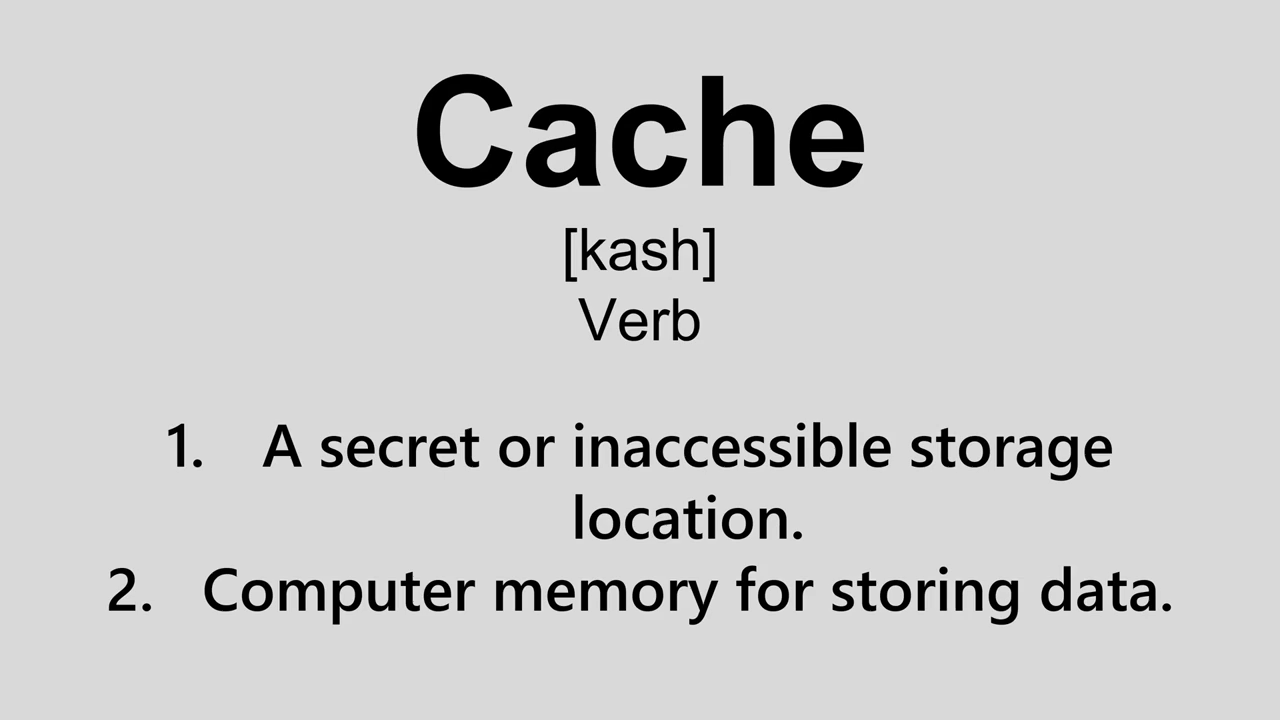 Cache
[kash]
Verb
1. A secret or inaccessible storage
location.
2. Computer memory for storing data.